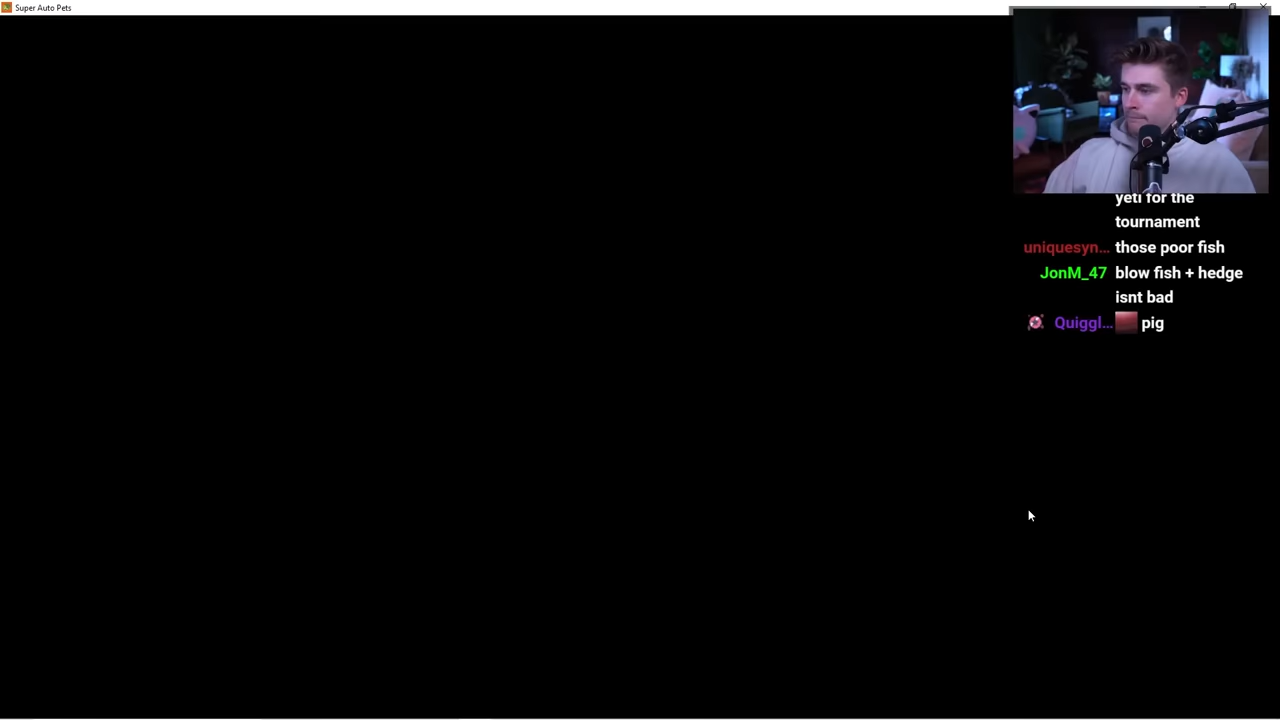 Super Auto Pets
yeti for the
tournament
uniquesyn... those poor fish
JonM_47 blow fish + hedge
isnt bad
Quiggl... pig